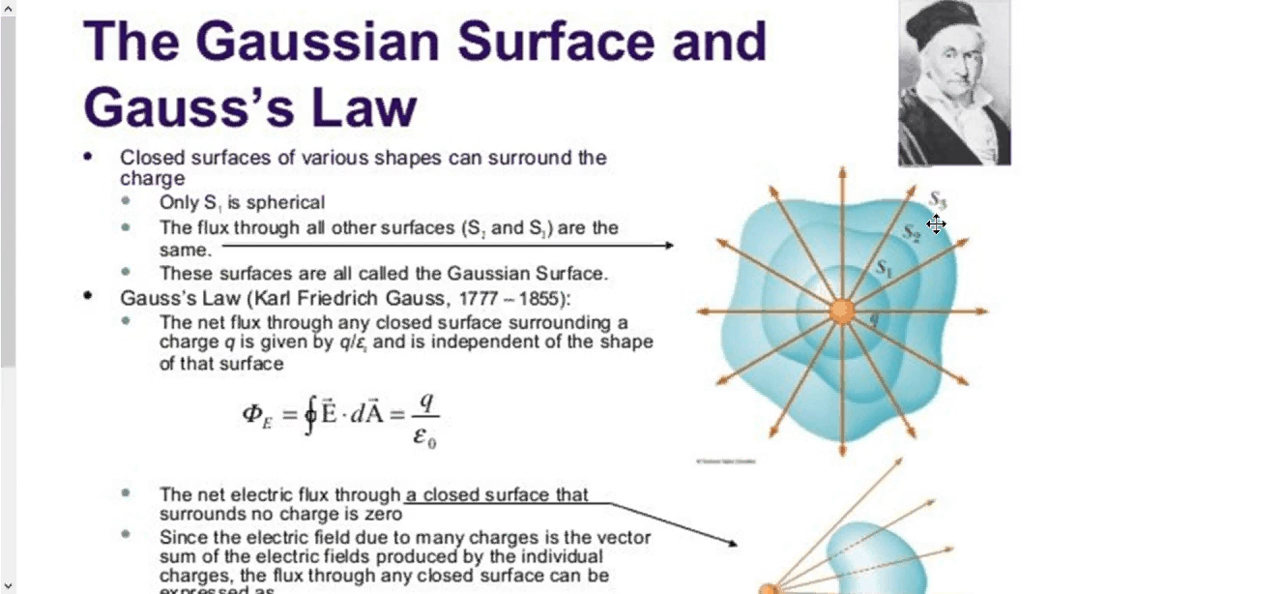 The Gaussian Surface and
Gauss's Law
• Closed surfaces of various shapes can surround the
charge
• Only S₁ is spherical
• The flux through all other surfaces (S₂ and S₃) are the
same.
• These surfaces are all called the Gaussian Surface.
• Gauss's Law (Karl Friedrich Gauss, 1777 – 1855):
• The net flux through any closed surface surrounding a
charge q is given by q/ε₀ and is independent of the shape
of that surface
Φ_E = ∮ E⃗ · dA⃗ = q/ε₀
• The net electric flux through a closed surface that
surrounds no charge is zero
• Since the electric field due to many charges is the vector
sum of the electric fields produced by the individual
charges, the flux through any closed surface can be
expressed as
S₃
S₂
S₁
q